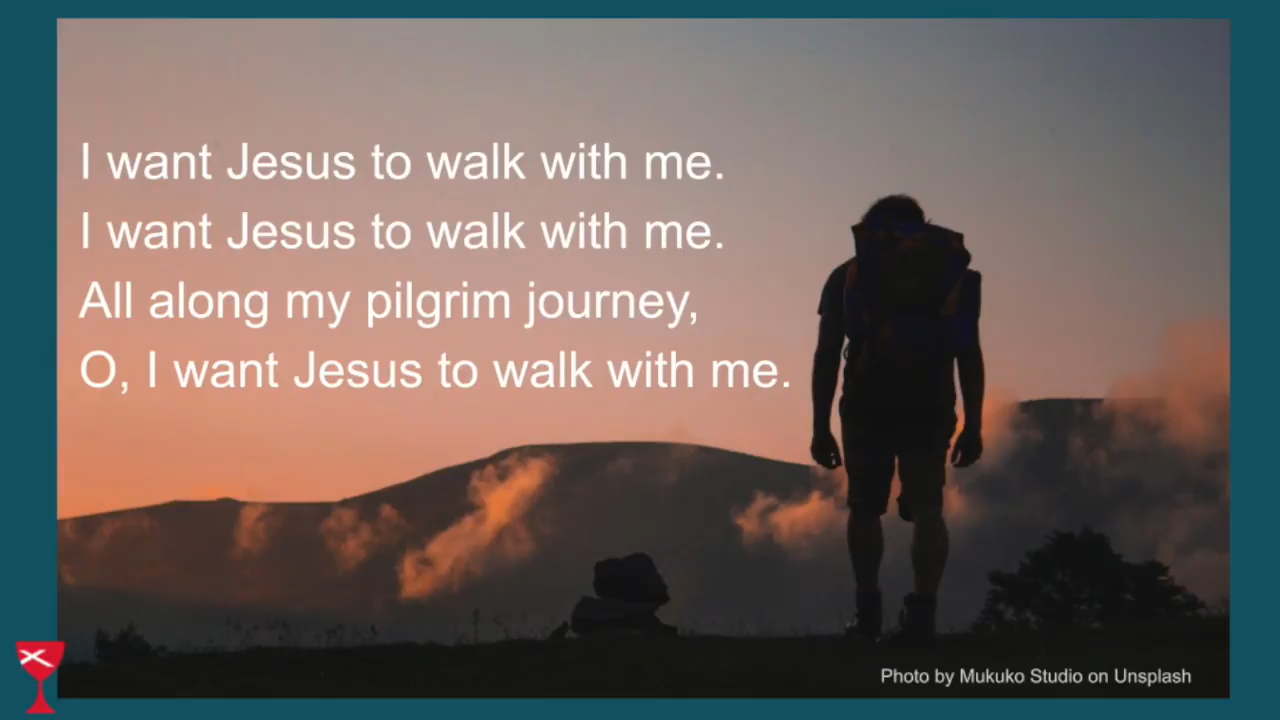 I want Jesus to walk with me.
I want Jesus to walk with me.
All along my pilgrim journey,
O, I want Jesus to walk with me.
Photo by Mukuko Studio on Unsplash